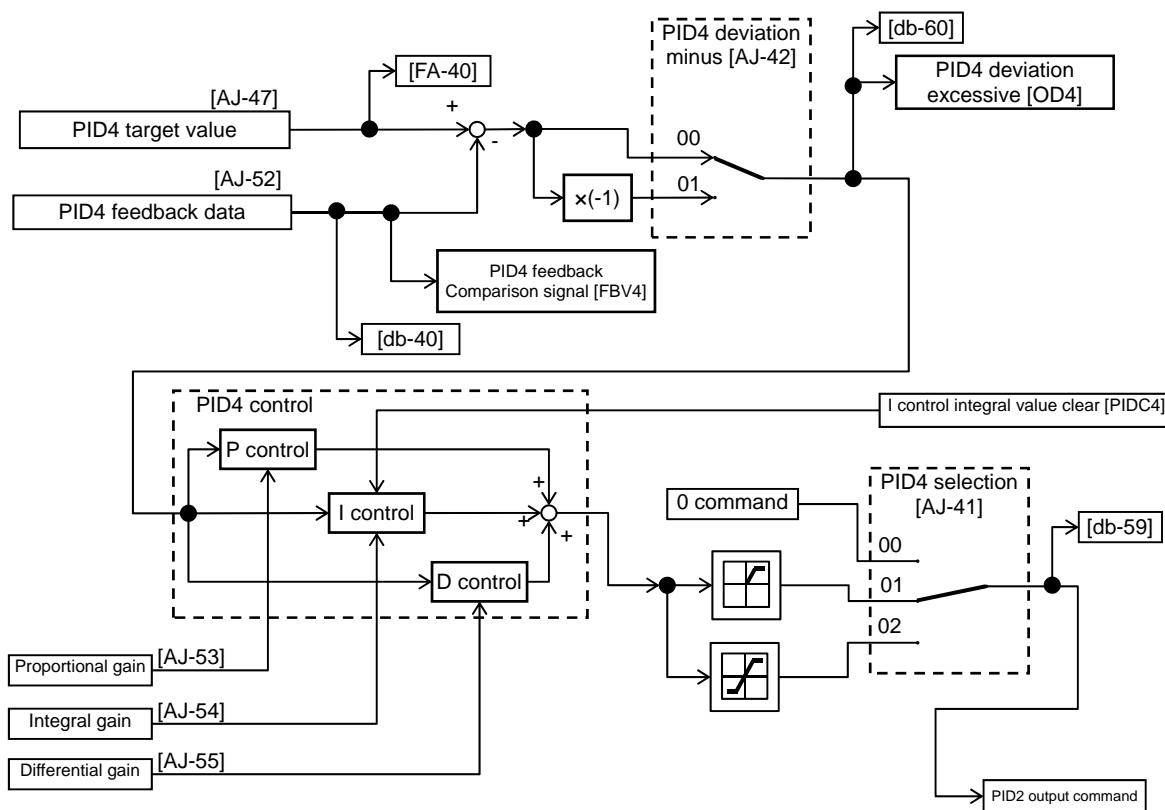 PID4 deviation
minus [AJ-42]
[db-60]
[FA-40]
PID4 deviation
excessive [OD4]
[AJ-47]
PID4 target value
+
-
00
[AJ-52]
PID4 feedback data
×(-1)
01
PID4 feedback
Comparison signal [FBV4]
[db-40]
PID4 control
I control integral value clear [PIDC4]
P control
+
I control
+
+
D control
PID4 selection
[AJ-41]
0 command
[db-59]
00
01
02
Proportional gain
[AJ-53]
Integral gain
[AJ-54]
Differential gain
[AJ-55]
PID2 output command